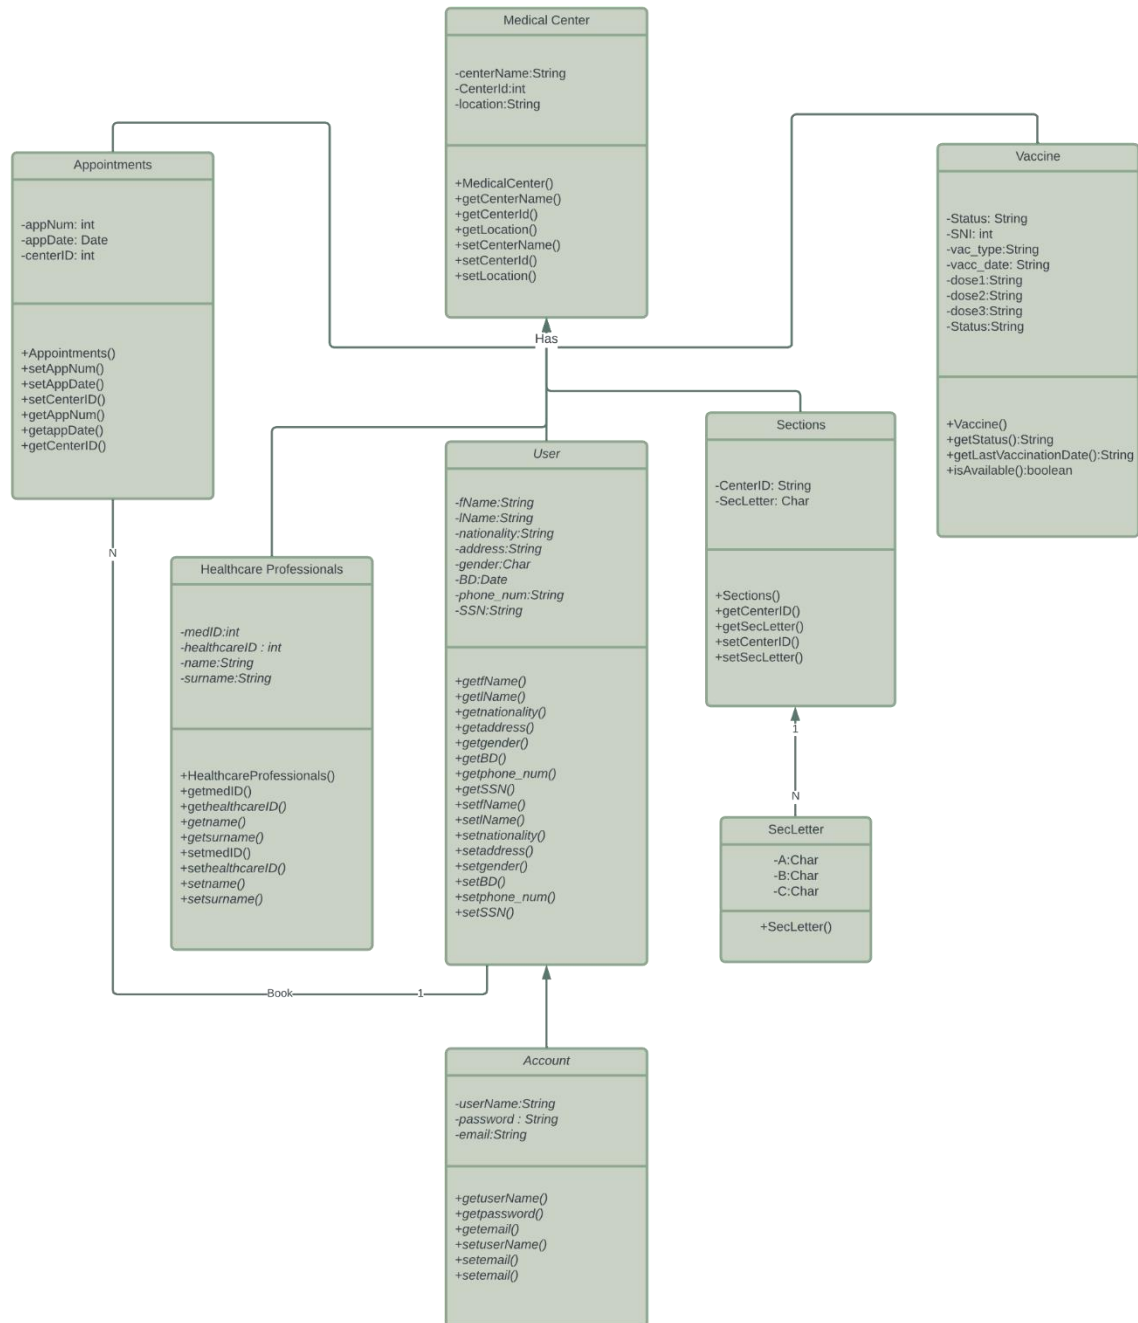 Medical Center
-centerName:String
-CenterId:int
-location:String
+MedicalCenter()
+getCenterName()
+getCenterId()
+getLocation()
+setCenterName()
+setCenterId()
+setLocation()
Appointments
-appNum: int
-appDate: Date
-centerID: int
+Appointments()
+setAppNum()
+setAppDate()
+setCenterID()
+getAppNum()
+getappDate()
+getCenterID()
Vaccine
-Status: String
-SNI: int
-vac_type:String
-vacc_date: String
-dose1:String
-dose2:String
-dose3:String
-Status:String
+Vaccine()
+getStatus():String
+getLastVaccinationDate():String
+isAvailable():boolean
Has
N
Healthcare Professionals
-medID:int
-healthcareID : int
-name:String
-surname:String
+HealthcareProfessionals()
+getmedID()
+gethealthcareID()
+getname()
+getsurname()
+setmedID()
+sethealthcareID()
+setname()
+setsurname()
User
-fName:String
-lName:String
-nationality:String
-address:String
-gender:Char
-BD:Date
-phone_num:String
-SSN:String
+getfName()
+getlName()
+getnationality()
+getaddress()
+getgender()
+getBD()
+getphone_num()
+getSSN()
+setfName()
+setlName()
+setnationality()
+setaddress()
+setgender()
+setBD()
+setphone_num()
+setSSN()
Sections
-CenterID: String
-SecLetter: Char
+Sections()
+getCenterID()
+getSecLetter()
+setCenterID()
+setSecLetter()
1
N
SecLetter
-A:Char
-B:Char
-C:Char
+SecLetter()
Book
1
Account
-userName:String
-password : String
-email:String
+getuserName()
+getpassword()
+getemail()
+setuserName()
+setemail()
+setemail()